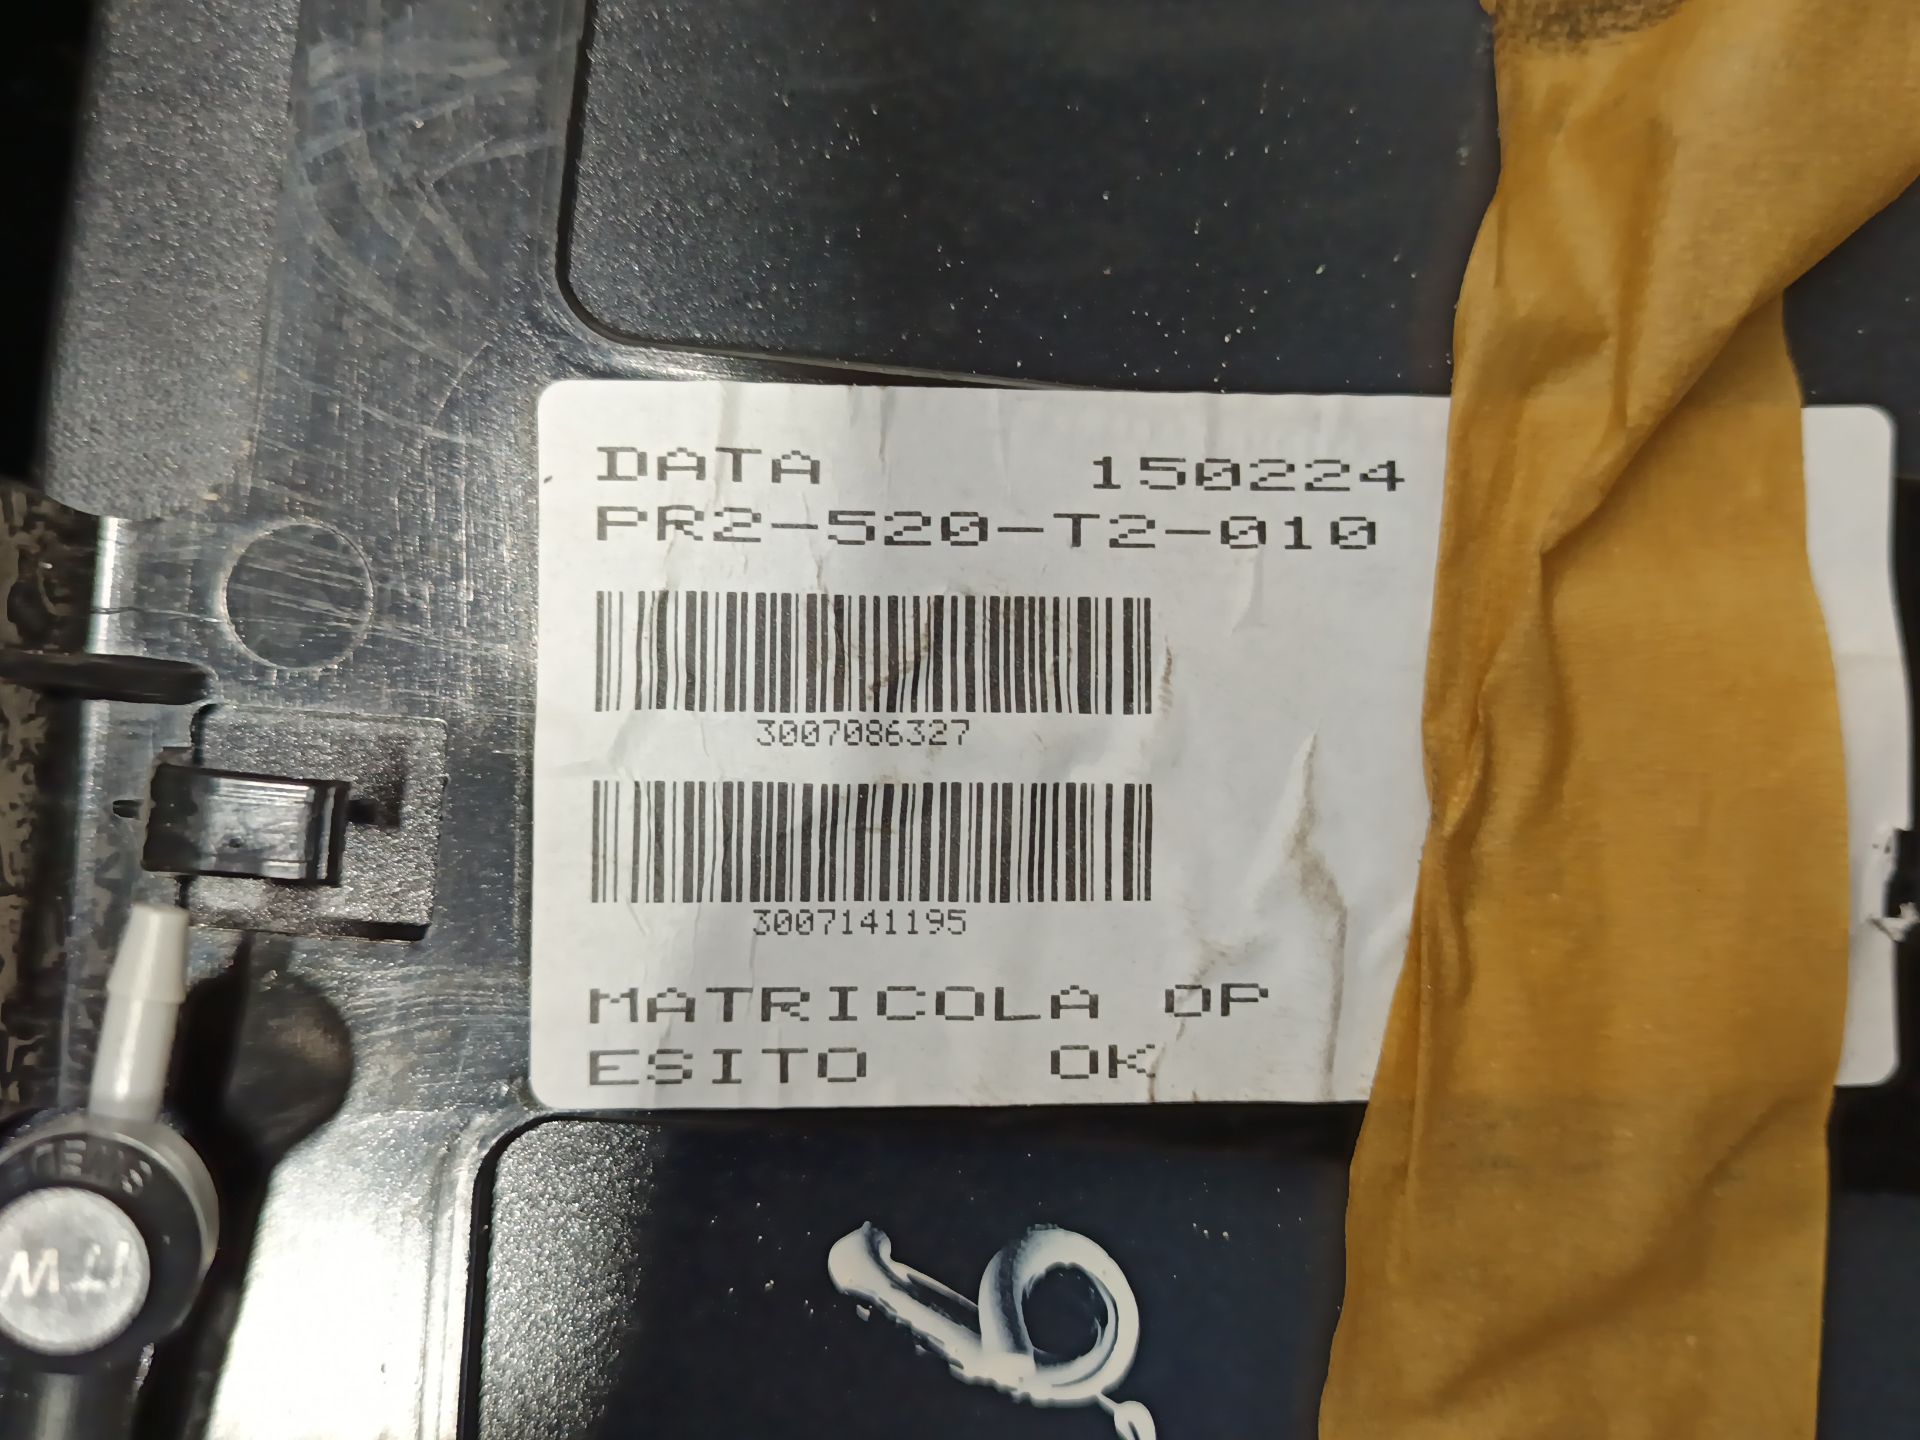 DATA 150224
PR2-520-T2-010
3007086327
3007141195
MATRICOLA OP
ESITO OK